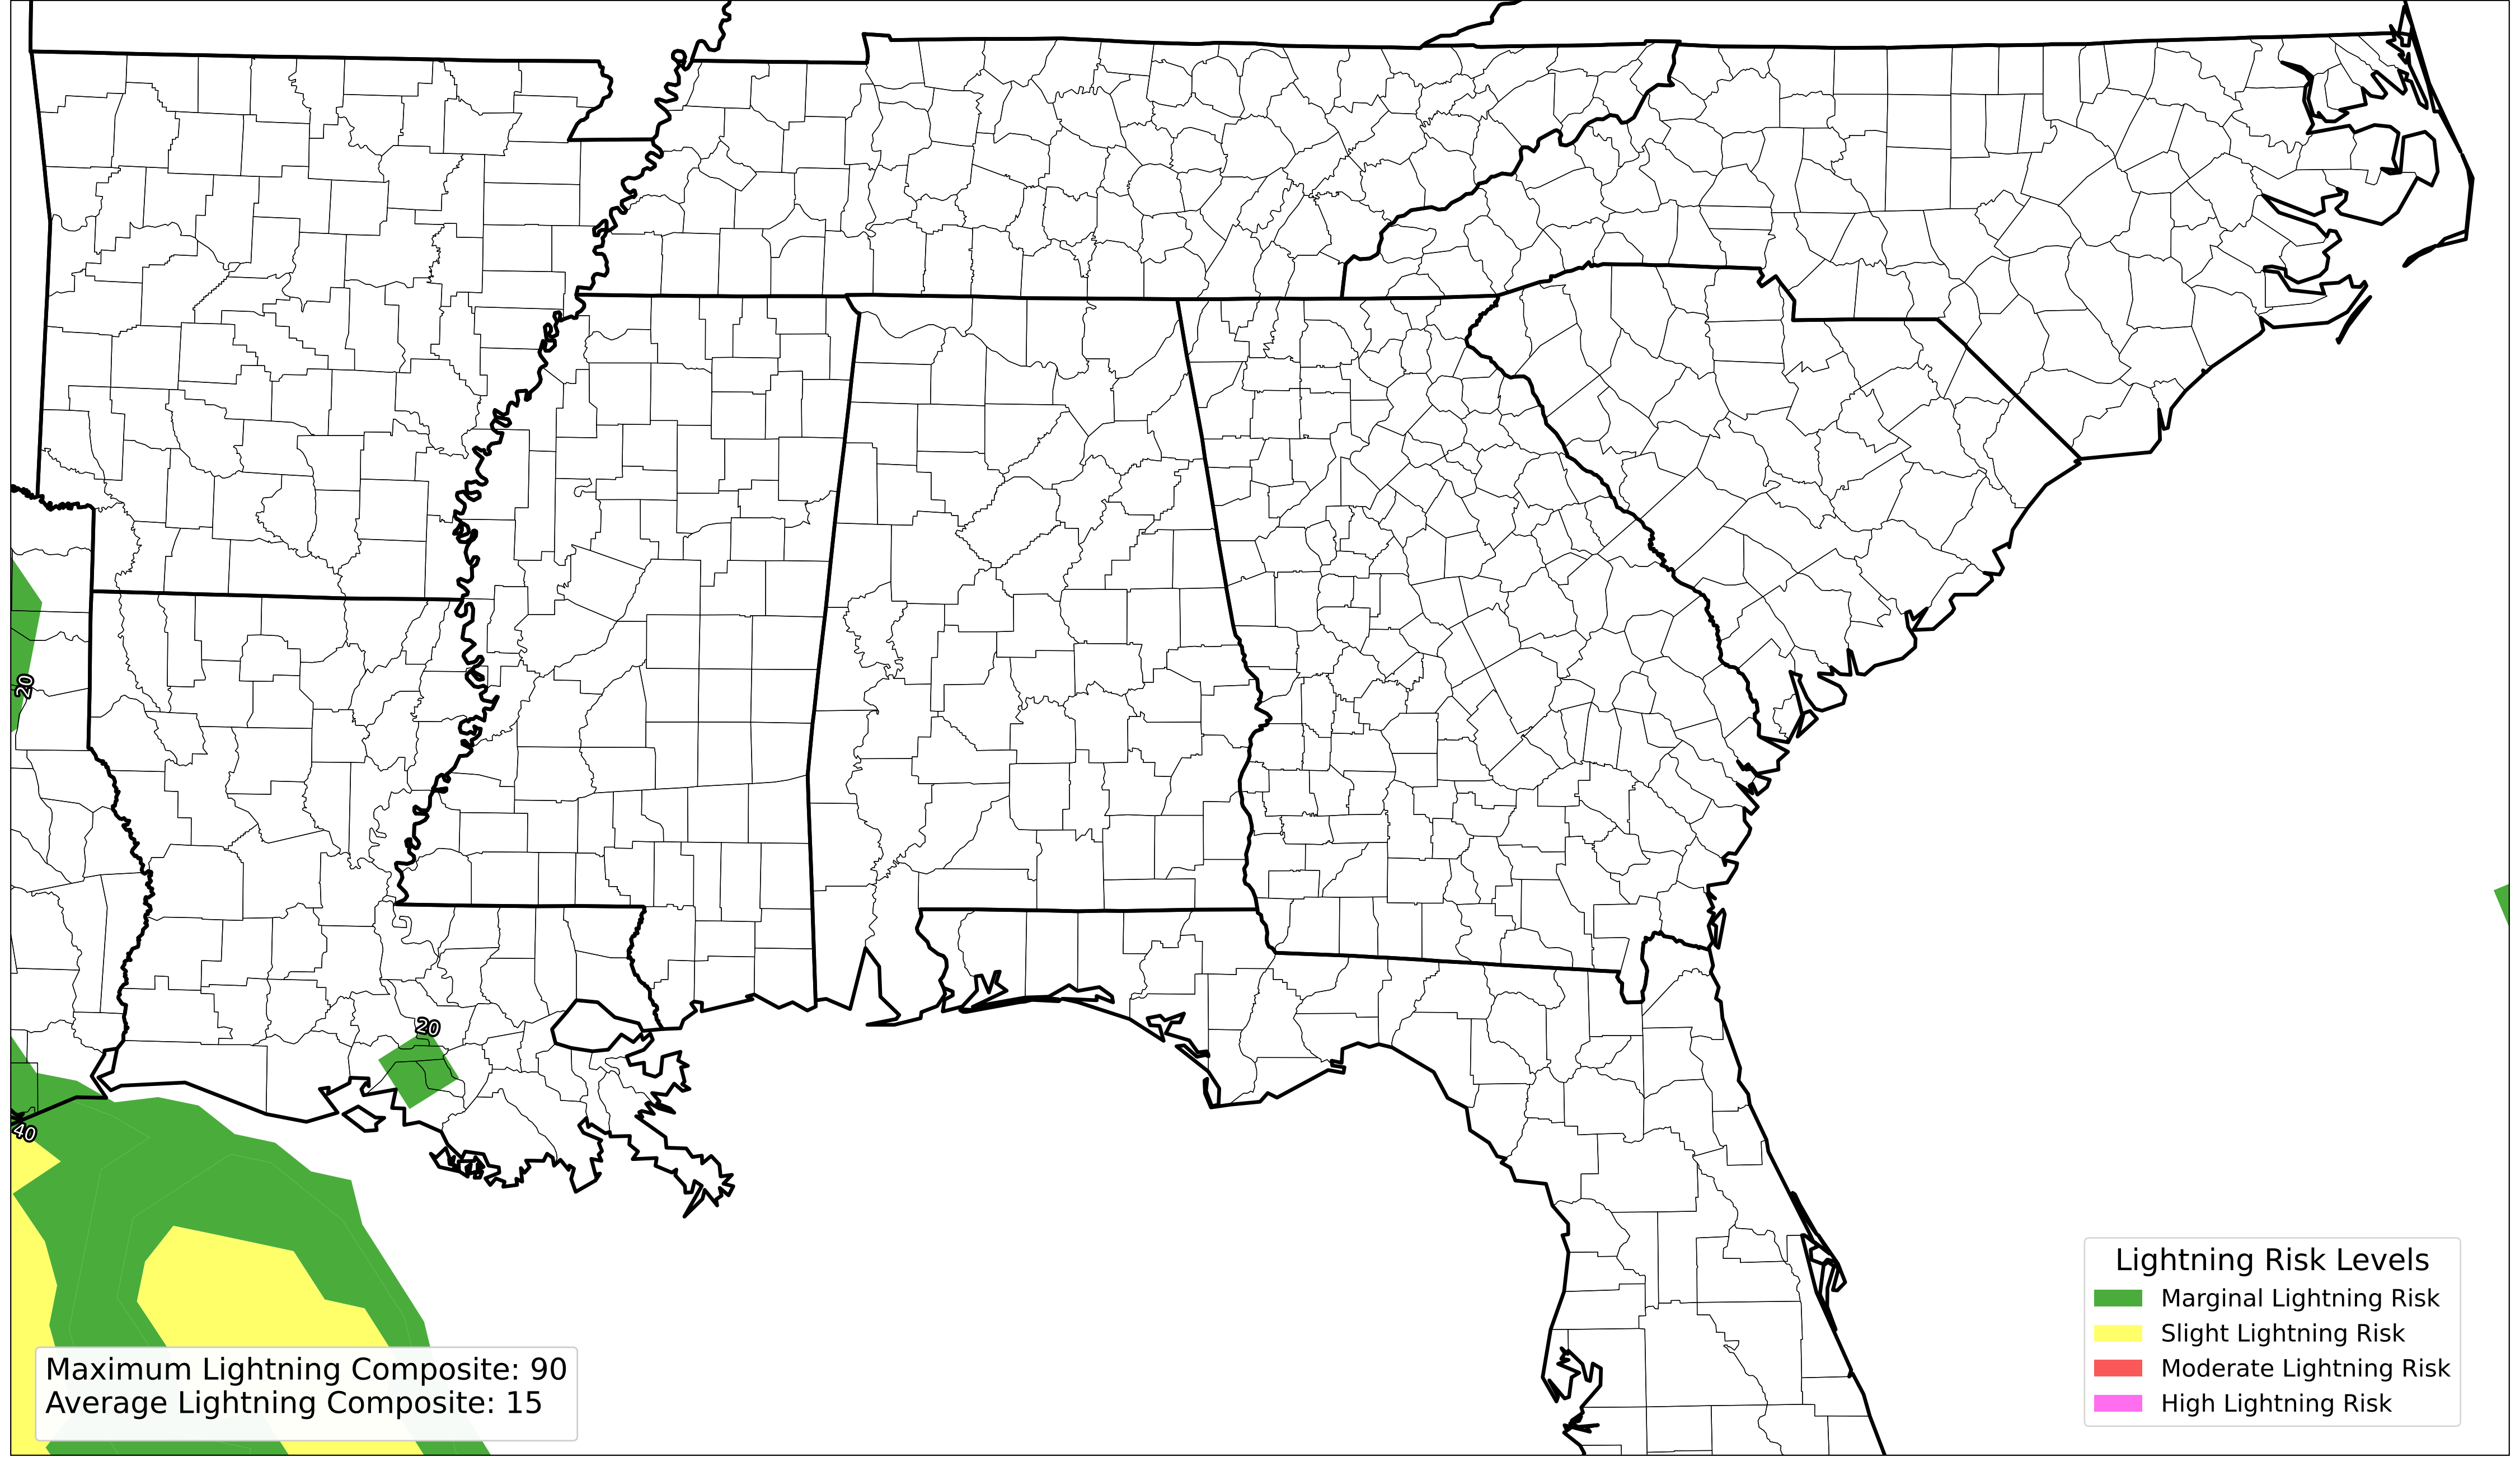 20
20
40
Maximum Lightning Composite: 90
Average Lightning Composite: 15
Lightning Risk Levels
Marginal Lightning Risk
Slight Lightning Risk
Moderate Lightning Risk
High Lightning Risk